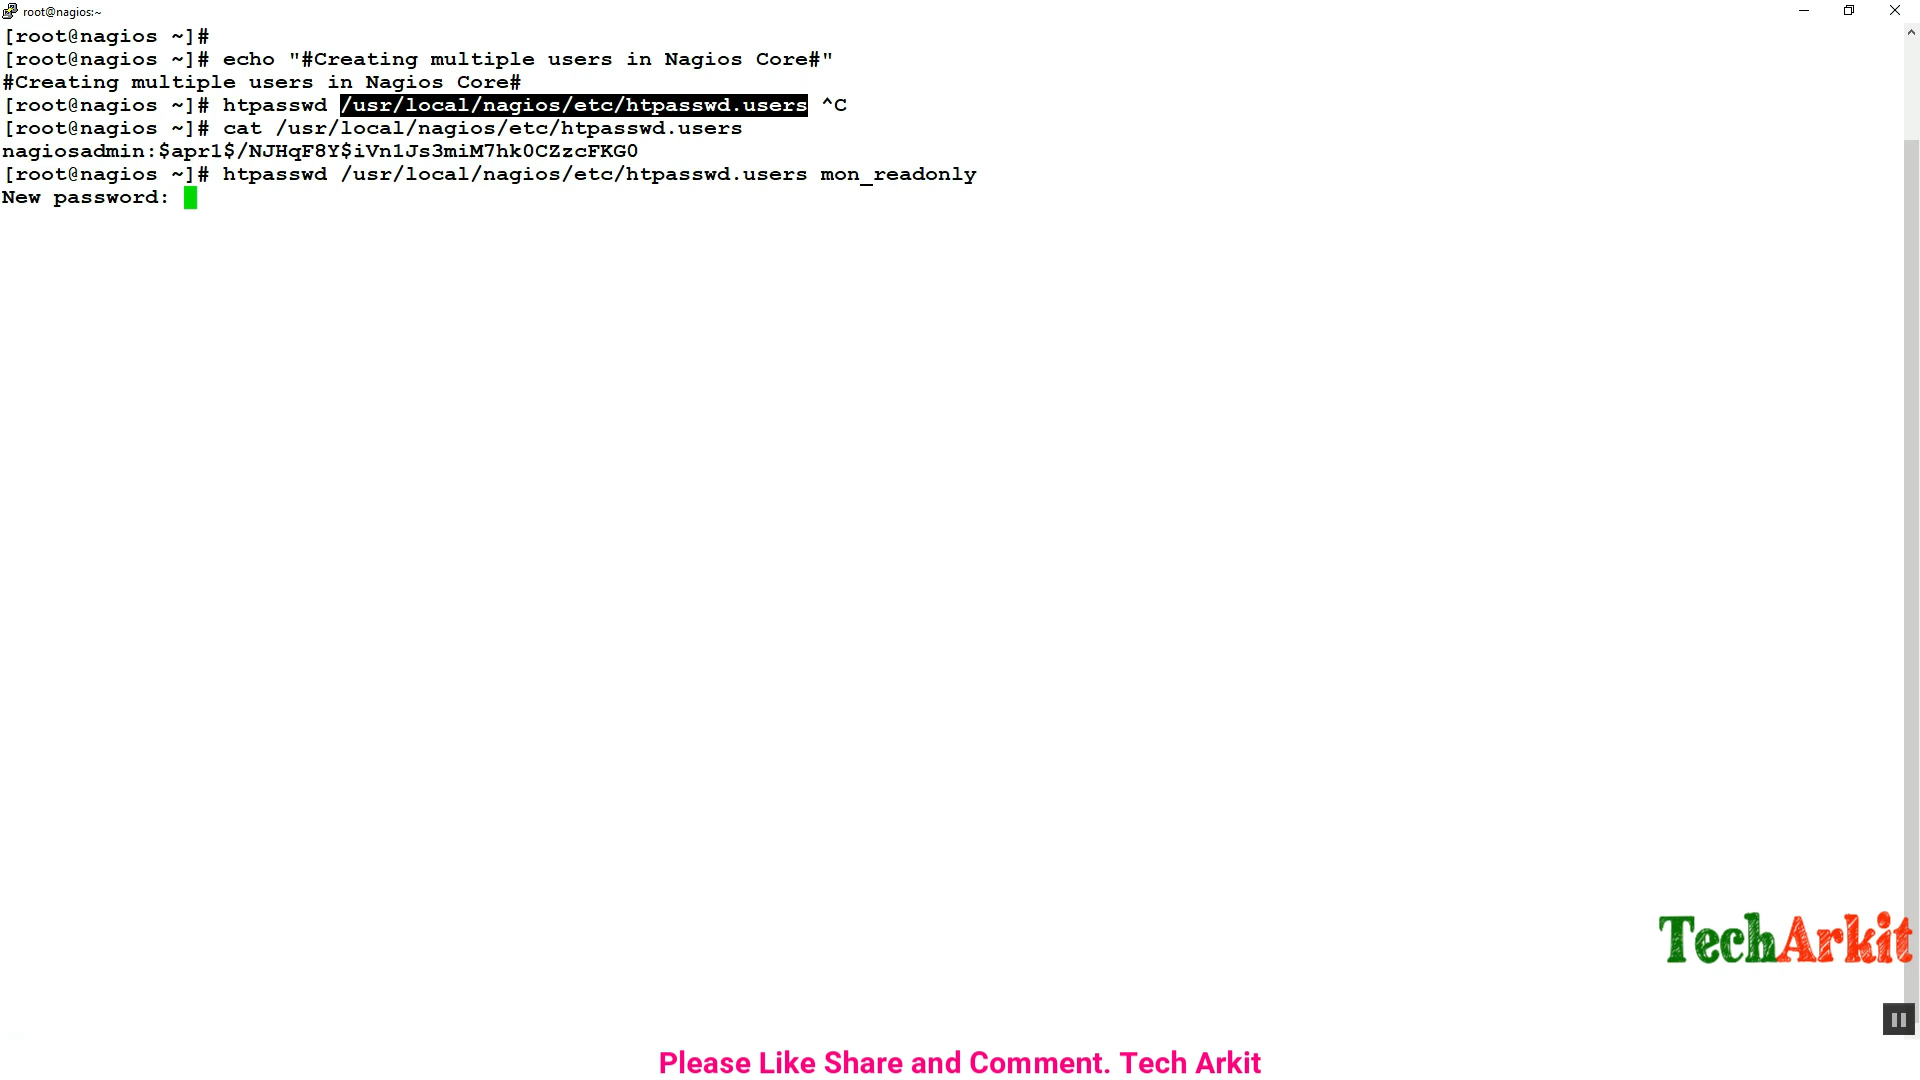 root@nagios:~
[root@nagios ~]#
[root@nagios ~]# echo "#Creating multiple users in Nagios Core#"
#Creating multiple users in Nagios Core#
[root@nagios ~]# htpasswd /usr/local/nagios/etc/htpasswd.users ^C
[root@nagios ~]# cat /usr/local/nagios/etc/htpasswd.users
nagiosadmin:$apr1$/NJHqF8Y$iVn1Js3miM7hk0CZzcFKG0
[root@nagios ~]# htpasswd /usr/local/nagios/etc/htpasswd.users mon_readonly
New password:
TechArkit
Please Like Share and Comment. Tech Arkit